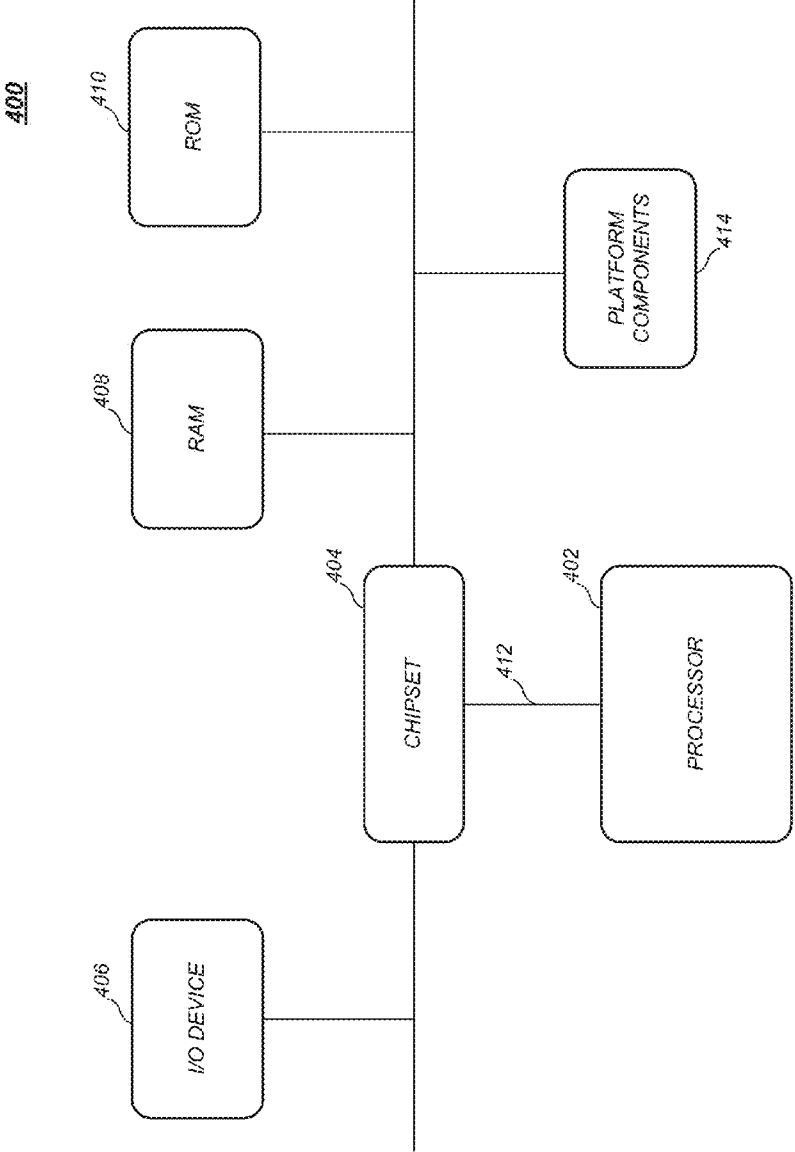 400
406
I/O DEVICE
408
RAM
410
ROM
404
CHIPSET
412
402
PROCESSOR
PLATFORM
COMPONENTS
414